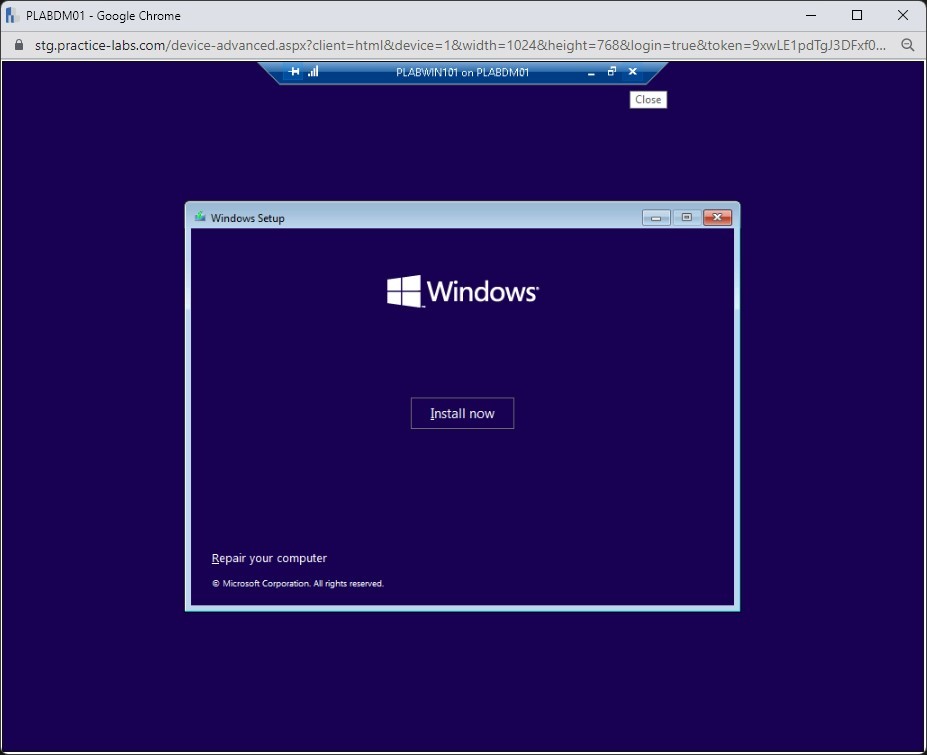 PLABDM01 - Google Chrome
stg.practice-labs.com/device-advanced.aspx?client=html&device=1&width=1024&height=768&login=true&token=9xwLE1pdTgJ3DFxf0...
PLABWIN101 on PLABDM01
Close
Windows Setup
Windows
Install now
Repair your computer
© Microsoft Corporation. All rights reserved.